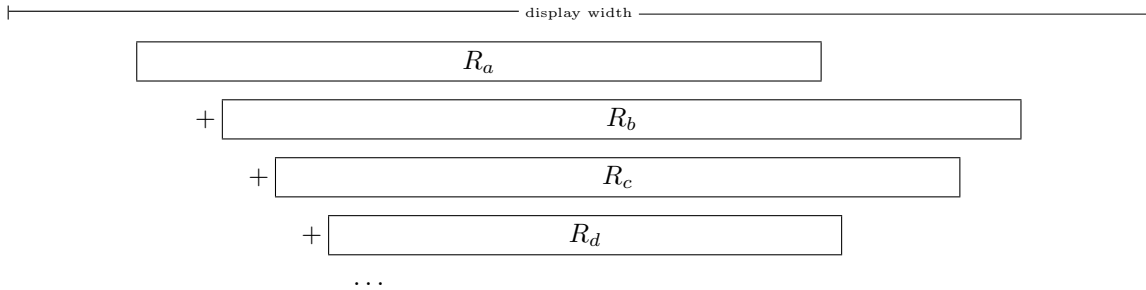 display width
R_a
+ R_b
+ R_c
+ R_d
...